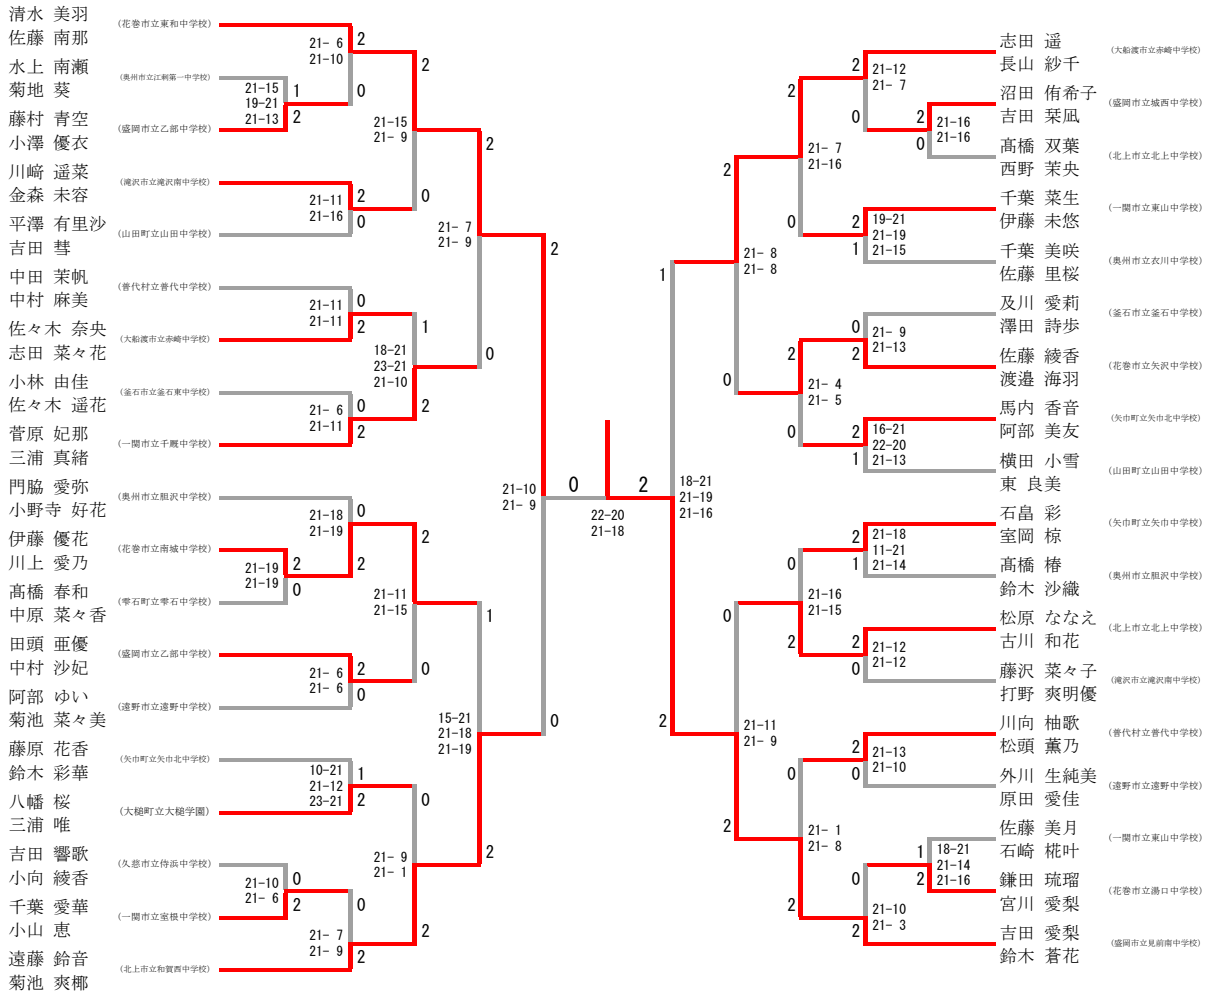 清水 美羽
佐藤 南那
(花巻市立東和中学校)
水上 南瀬
菊地 葵
(奥州市立江刺第一中学校)
藤村 青空
小澤 優衣
(盛岡市立乙部中学校)
川﨑 遥菜
金森 未容
(滝沢市立滝沢南中学校)
平澤 有里沙
吉田 彗
(山田町立山田中学校)
中田 茉帆
中村 麻美
(普代村立普代中学校)
佐々木 奈央
志田 菜々花
(大船渡市立赤崎中学校)
小林 由佳
佐々木 遥花
(釜石市立釜石東中学校)
菅原 妃那
三浦 真緒
(一関市立千厩中学校)
門脇 愛弥
小野寺 好花
(奥州市立胆沢中学校)
伊藤 優花
川上 愛乃
(花巻市立南城中学校)
髙橋 春和
中原 菜々香
(雫石町立雫石中学校)
田頭 亜優
中村 沙妃
(盛岡市立乙部中学校)
阿部 ゆい
菊池 菜々美
(遠野市立遠野中学校)
藤原 花香
鈴木 彩華
(矢巾町立矢巾北中学校)
八幡 桜
三浦 唯
(大槌町立大槌学園)
吉田 響歌
小向 綾香
(久慈市立侍浜中学校)
千葉 愛華
小山 恵
(一関市立室根中学校)
遠藤 鈴音
菊池 爽椰
(北上市立和賀西中学校)
21- 6
21-10
2
0
21-15
19-21
21-13
1
2
21-11
21-16
2
0
21-15
21- 9
2
0
21-11
21-11
0
2
21- 6
21-11
0
2
18-21
23-21
21-10
1
2
21- 7
21- 9
2
0
21-18
21-19
0
2
21-19
21-19
2
0
21- 6
21- 6
2
0
21-11
21-15
2
0
10-21
21-12
23-21
1
2
21-10
21- 6
0
2
21- 7
21- 9
0
2
21- 9
21- 1
0
2
15-21
21-18
21-19
1
2
21-10
21- 9
2
0
0
2
22-20
21-18
18-21
21-19
21-16
1
2
21- 8
21- 8
2
0
21- 7
21-16
2
0
21-12
21- 7
2
0
21-16
21-16
2
0
19-21
21-19
21-15
2
1
21- 4
21- 5
2
0
21- 9
21-13
0
2
16-21
22-20
21-13
2
1
21-11
21- 9
0
2
21-16
21-15
0
2
21-18
11-21
21-14
2
1
21-12
21-12
2
0
21- 1
21- 8
0
2
21-13
21-10
2
0
21-10
21- 3
0
2
18-21
21-14
21-16
1
2
志田 遥
長山 紗千
(大船渡市立赤崎中学校)
沼田 侑希子
吉田 栞凪
(盛岡市立城西中学校)
髙橋 双葉
西野 茉央
(北上市立北上中学校)
千葉 菜生
伊藤 未悠
(一関市立東山中学校)
千葉 美咲
佐藤 里桜
(奥州市立衣川中学校)
及川 愛莉
澤田 詩歩
(釜石市立釜石中学校)
佐藤 綾香
渡邉 海羽
(花巻市立矢沢中学校)
馬内 香音
阿部 美友
(矢巾町立矢巾北中学校)
横田 小雪
東 良美
(山田町立山田中学校)
石畠 彩
室岡 椋
(矢巾町立矢巾中学校)
髙橋 椿
鈴木 沙織
(奥州市立胆沢中学校)
松原 ななえ
古川 和花
(北上市立北上中学校)
藤沢 菜々子
打野 爽明優
(滝沢市立滝沢南中学校)
川向 柚歌
松頭 薫乃
(普代村立普代中学校)
外川 生純美
原田 愛佳
(遠野市立遠野中学校)
佐藤 美月
石崎 椛叶
(一関市立東山中学校)
鎌田 琉瑠
宮川 愛梨
(花巻市立湯口中学校)
吉田 愛梨
鈴木 蒼花
(盛岡市立見前南中学校)